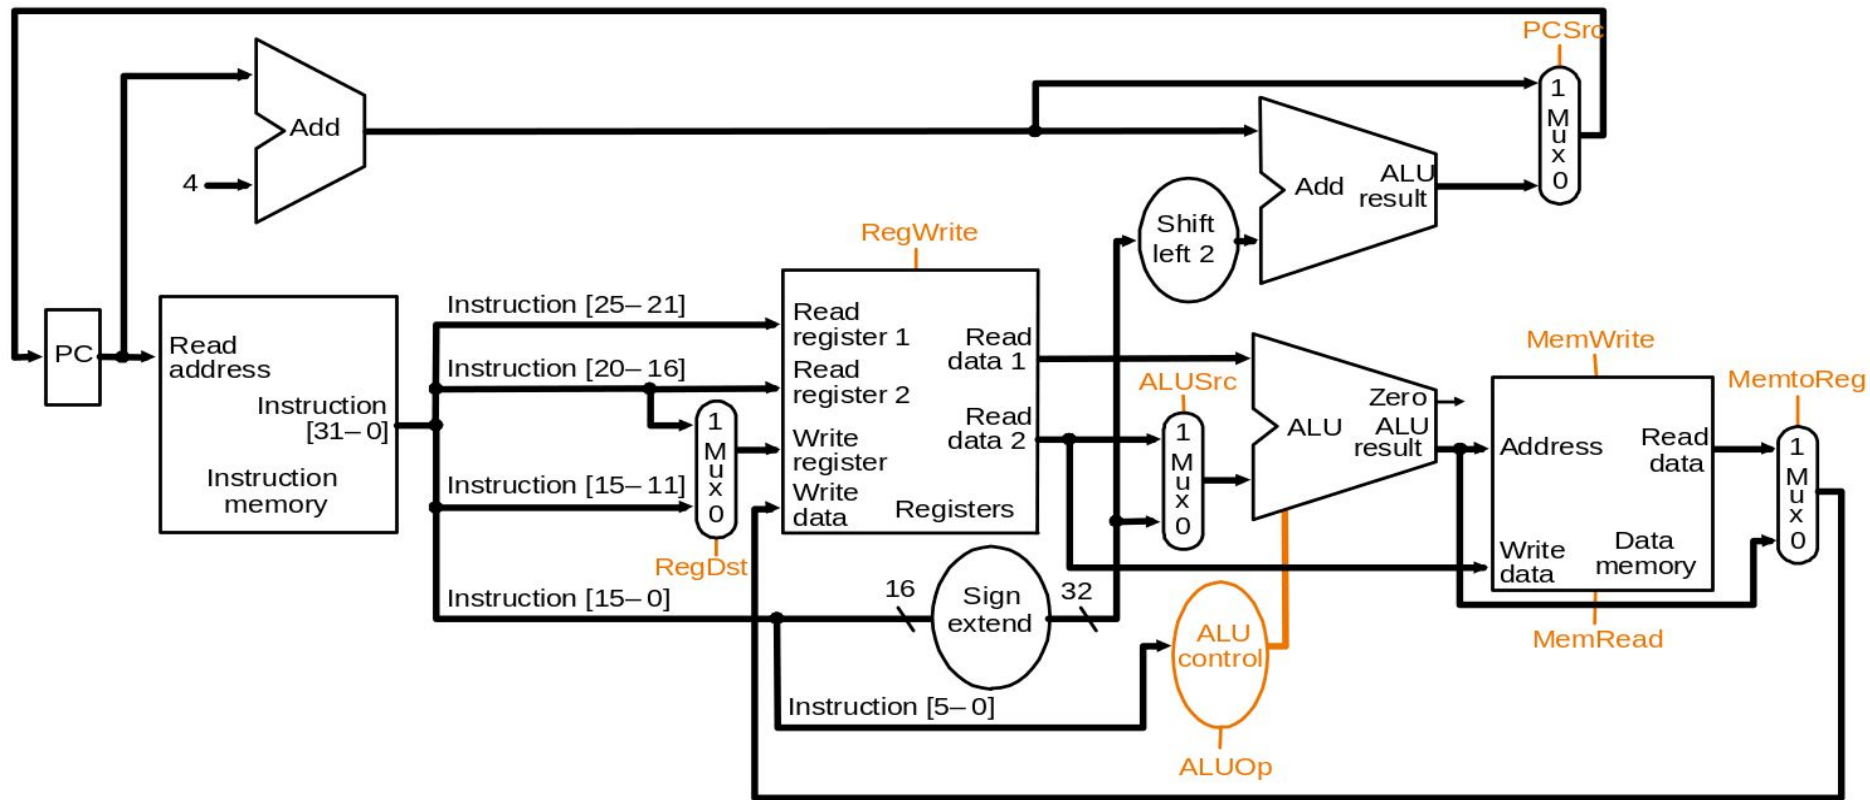 PCSrc
1
Mux
0
Add
4
Add
ALU
result
Shift
left 2
RegWrite
PC
Read
address
Instruction
[31–0]
Instruction
memory
Instruction [25–21]
Instruction [20–16]
1
Mux
0
Instruction [15–11]
RegDst
Instruction [15–0]
Read
register 1
Read
register 2
Write
register
Write
data
Read
data 1
Read
data 2
Registers
16
Sign
extend
32
Instruction [5–0]
ALUSrc
1
Mux
0
Zero
ALU
ALU
result
ALU
control
ALUOp
MemWrite
Address
Read
data
Write
data
Data
memory
MemRead
MemtoReg
1
Mux
0